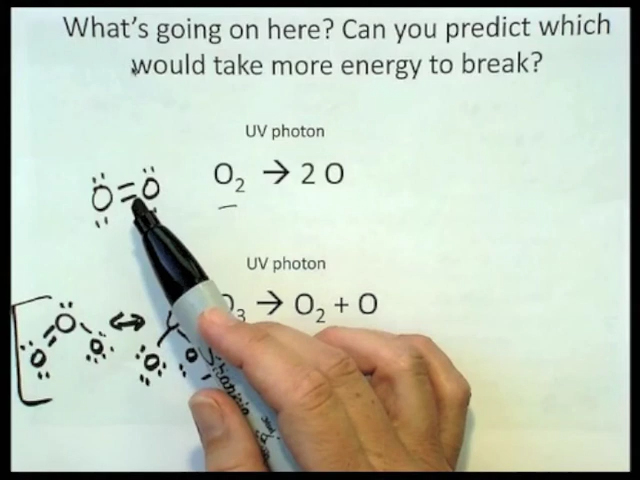 What's going on here? Can you predict which
would take more energy to break?
UV photon
O=O
O₂ → 2 O
UV photon
O₃ → O₂ + O
O
O
O
O
O